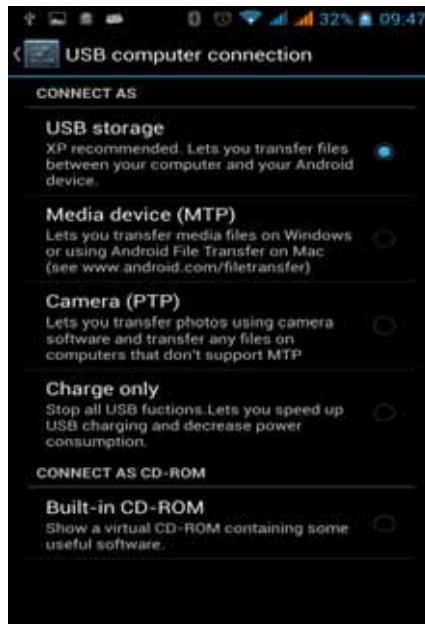 32% 09:47
USB computer connection
CONNECT AS
USB storage
XP recommended. Lets you transfer files
between your computer and your Android
device.
Media device (MTP)
Lets you transfer media files on Windows
or using Android File Transfer on Mac
(see www.android.com/filetransfer)
Camera (PTP)
Lets you transfer photos using camera
software and transfer any files on
computers that don't support MTP
Charge only
Stop all USB fuctions.Lets you speed up
USB charging and decrease power
consumption.
CONNECT AS CD-ROM
Built-in CD-ROM
Show a virtual CD-ROM containing some
useful software.